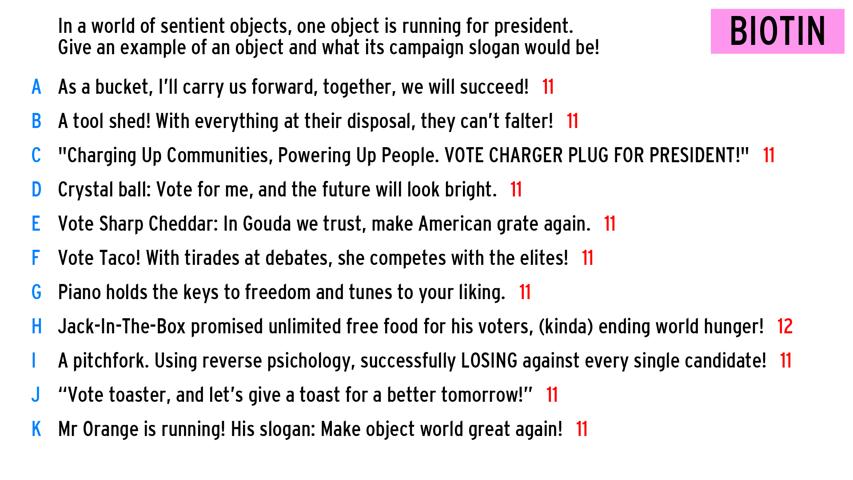 In a world of sentient objects, one object is running for president.
Give an example of an object and what its campaign slogan would be!
BIOTIN
A As a bucket, I'll carry us forward, together, we will succeed! 11
B A tool shed! With everything at their disposal, they can't falter! 11
C "Charging Up Communities, Powering Up People. VOTE CHARGER PLUG FOR PRESIDENT!" 11
D Crystal ball: Vote for me, and the future will look bright. 11
E Vote Sharp Cheddar: In Gouda we trust, make American grate again. 11
F Vote Taco! With tirades at debates, she competes with the elites! 11
G Piano holds the keys to freedom and tunes to your liking. 11
H Jack-In-The-Box promised unlimited free food for his voters, (kinda) ending world hunger! 12
I A pitchfork. Using reverse psichology, successfully LOSING against every single candidate! 11
J “Vote toaster, and let's give a toast for a better tomorrow!” 11
K Mr Orange is running! His slogan: Make object world great again! 11